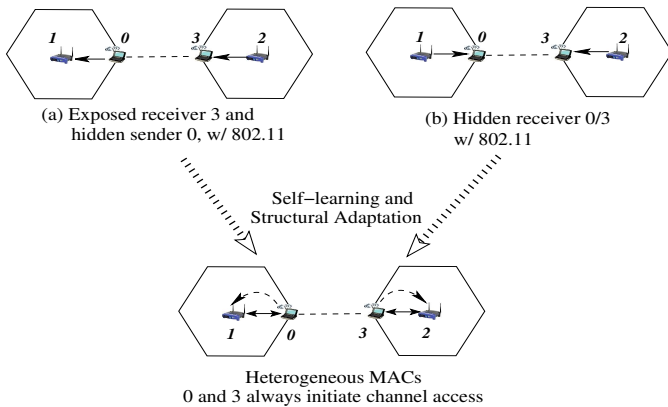 1 0 3 2
1 0 3 2
(a) Exposed receiver 3 and
hidden sender 0, w/ 802.11
(b) Hidden receiver 0/3
w/ 802.11
Self−learning and
Structural Adaptation
1 0 3 2
Heterogeneous MACs
0 and 3 always initiate channel access